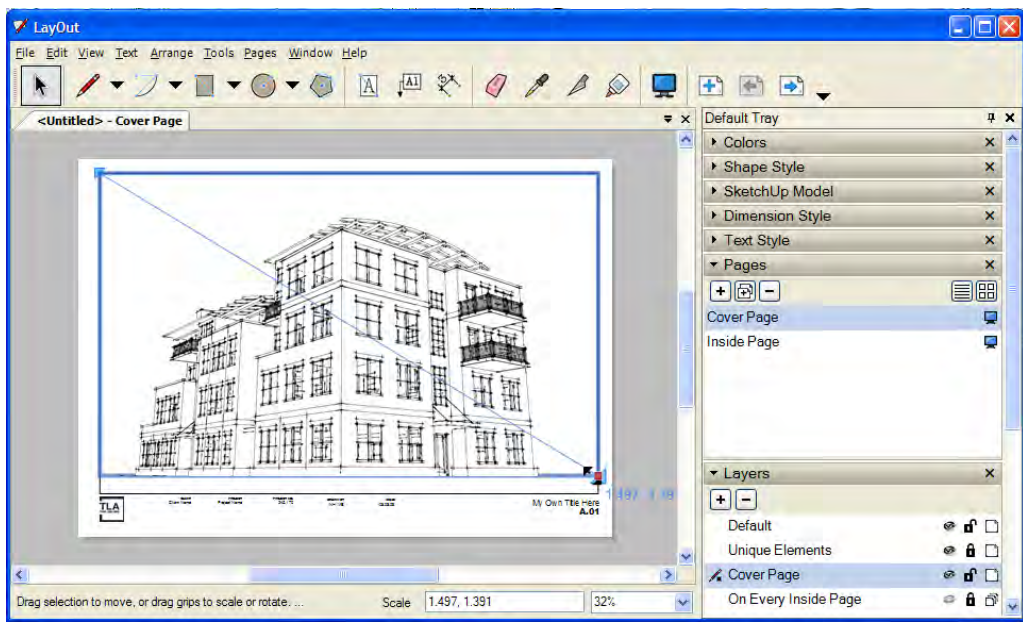 LayOut
File Edit View Text Arrange Tools Pages Window Help
A A1
<Untitled> - Cover Page
Default Tray
Colors
Shape Style
SketchUp Model
Dimension Style
Text Style
Pages
Cover Page
Inside Page
Layers
Default
Unique Elements
Cover Page
On Every Inside Page
TLA
My Own Title Here
A.01
Drag selection to move, or drag grips to scale or rotate. ...
Scale
1.497, 1.391
32%